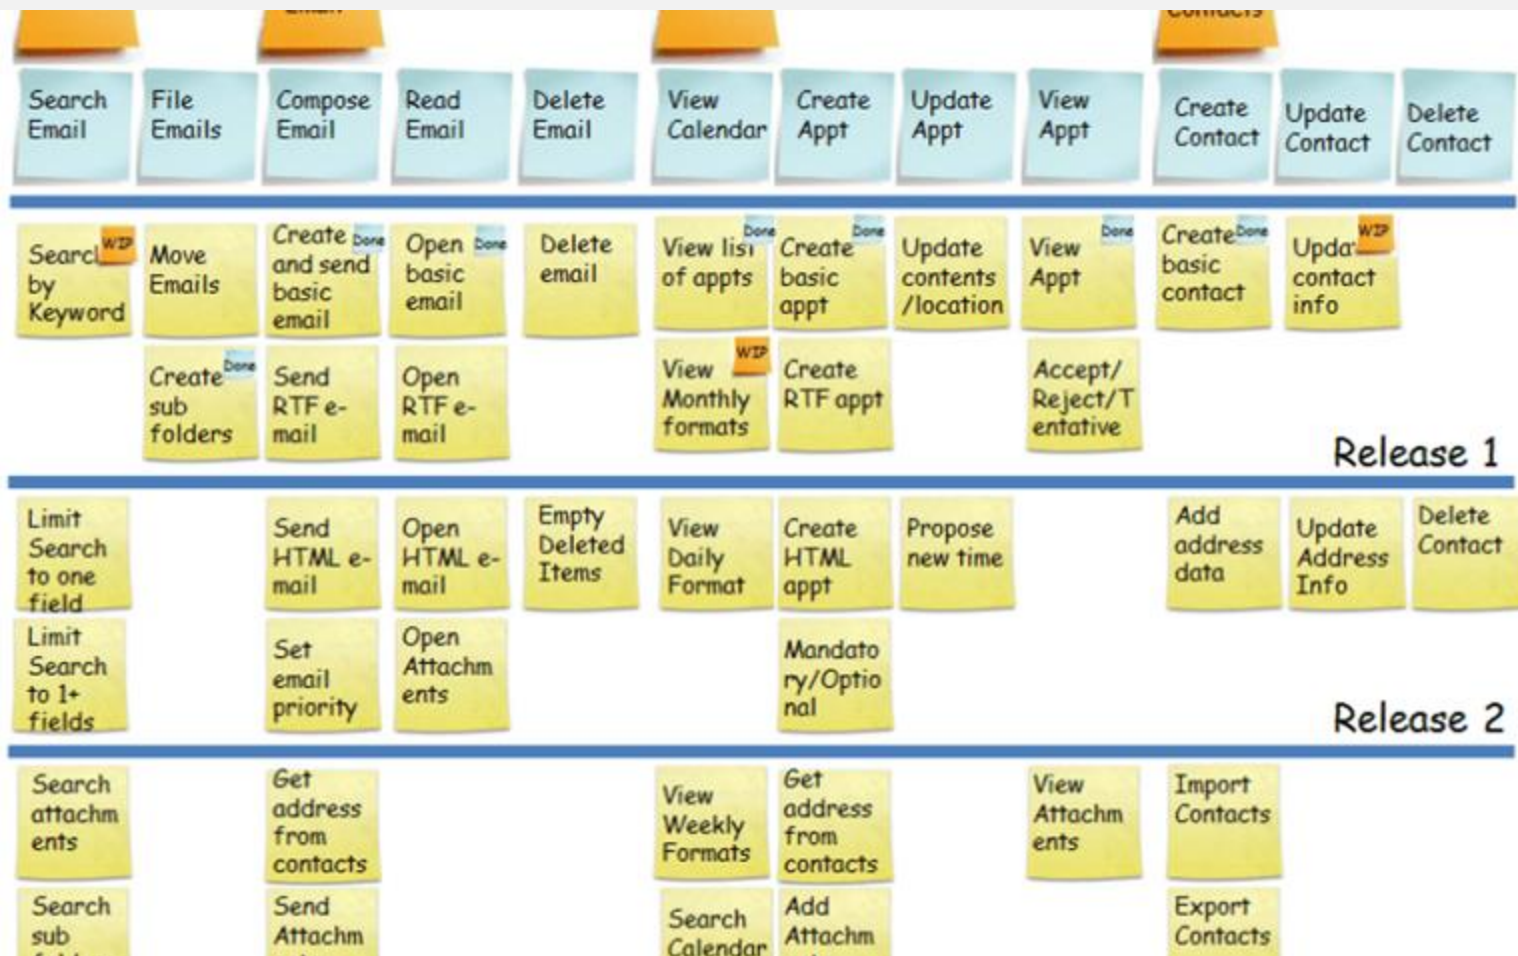 Email
Contacts
Search
Email
File
Emails
Compose
Email
Read
Email
Delete
Email
View
Calendar
Create
Appt
Update
Appt
View
Appt
Create
Contact
Update
Contact
Delete
Contact
WIP
by
Keyword
Move
Emails
Create Done
and send
basic
email
Open Done
basic
email
Delete
email
Done
View list
of appts
Done
Create
basic
appt
Update
contents
/location
Done
View
Appt
Create Done
basic
contact
WIP
contact
info
Create Done
sub
folders
Send
RTF e-
mail
Open
RTF e-
mail
WIP
View
Monthly
formats
Create
RTF appt
Accept/
Reject/T
entative
Release 1
Limit
Search
to one
field
Send
HTML e-
mail
Open
HTML e-
mail
Empty
Deleted
Items
View
Daily
Format
Create
HTML
appt
Propose
new time
Add
address
data
Update
Address
Info
Delete
Contact
Limit
Search
to 1+
fields
Set
email
priority
Open
Attachm
ents
Mandato
ry/Optio
nal
Release 2
Search
attachm
ents
Get
address
from
contacts
View
Weekly
Formats
Get
address
from
contacts
View
Attachm
ents
Import
Contacts
Search
sub
Send
Attachm
Search
Calendar
Add
Attachm
Export
Contacts